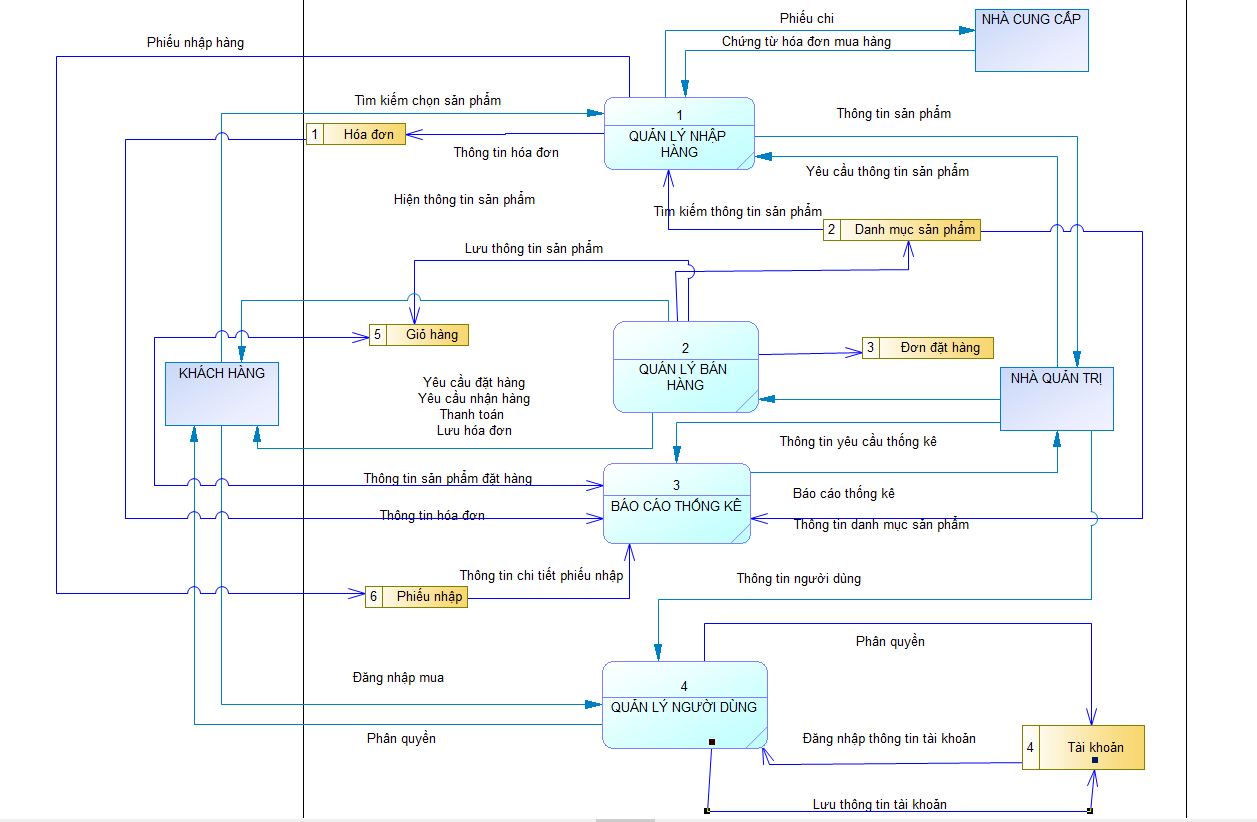 Phiếu chi
NHÀ CUNG CẤP
Phiếu nhập hàng
Chứng từ hóa đơn mua hàng
Tìm kiếm chọn sản phẩm
1
QUẢN LÝ NHẬP
HÀNG
Thông tin sản phẩm
1 Hóa đơn
Thông tin hóa đơn
Yêu cầu thông tin sản phẩm
Hiện thông tin sản phẩm
Tìm kiếm thông tin sản phẩm
2 Danh mục sản phẩm
Lưu thông tin sản phẩm
5 Giỏ hàng
2
QUẢN LÝ BÁN
HÀNG
3 Đơn đặt hàng
KHÁCH HÀNG
NHÀ QUẢN TRỊ
Yêu cầu đặt hàng
Yêu cầu nhận hàng
Thanh toán
Lưu hóa đơn
Thông tin yêu cầu thống kê
Thông tin sản phẩm đặt hàng
3
BÁO CÁO THỐNG KÊ
Báo cáo thống kê
Thông tin hóa đơn
Thông tin danh mục sản phẩm
Thông tin chi tiết phiếu nhập
Thông tin người dùng
6 Phiếu nhập
Phân quyền
Đăng nhập mua
4
QUẢN LÝ NGƯỜI DÙNG
Phân quyền
Đăng nhập thông tin tài khoản
4 Tài khoản
Lưu thông tin tài khoản